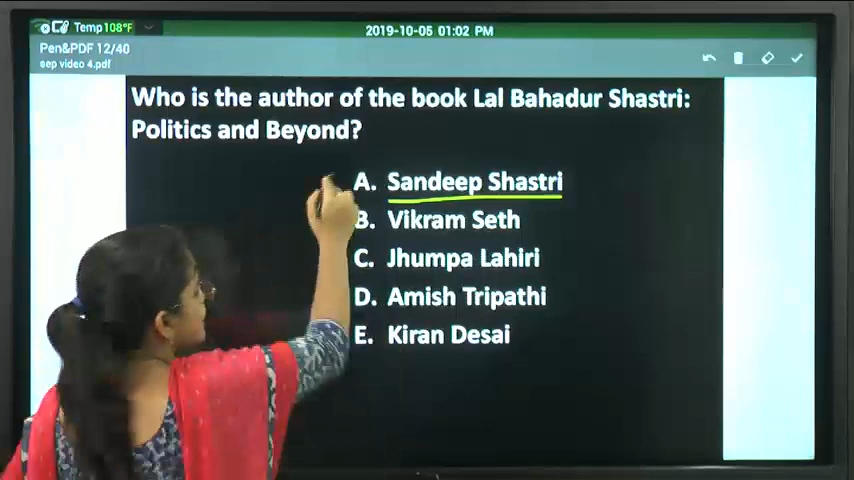 Temp108°F
2019-10-05 01:02 PM
Pen&PDF 12/40
sep video 4.pdf
Who is the author of the book Lal Bahadur Shastri:
Politics and Beyond?
A. Sandeep Shastri
B. Vikram Seth
C. Jhumpa Lahiri
D. Amish Tripathi
E. Kiran Desai